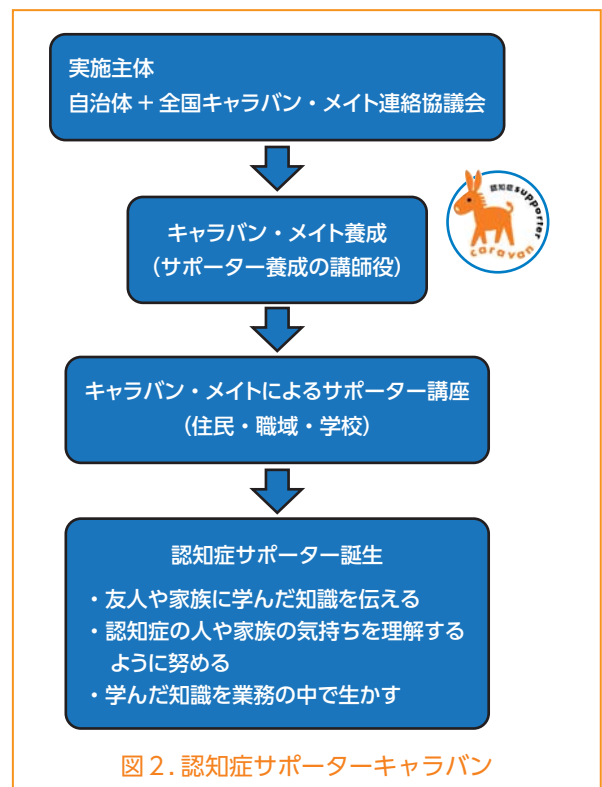 実施主体
自治体 + 全国キャラバン・メイト連絡協議会
キャラバン・メイト養成
(サポーター養成の講師役)
認知症supporter
caravan
キャラバン・メイトによるサポーター講座
(住民・職域・学校)
認知症サポーター誕生
・友人や家族に学んだ知識を伝える
・認知症の人や家族の気持ちを理解する
ように努める
・学んだ知識を業務の中で生かす
図2. 認知症サポーターキャラバン